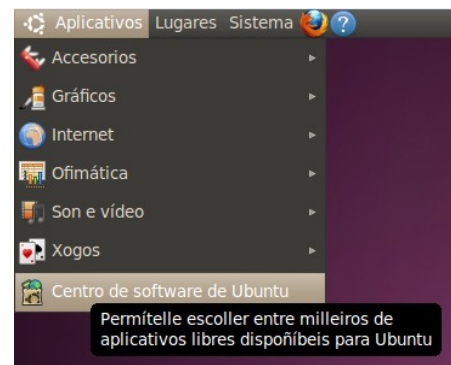 Aplicativos Lugares Sistema ?
Accesorios
Gráficos
Internet
Ofimática
Son e vídeo
Xogos
Centro de software de Ubuntu
Permítelle escoller entre milleiros de
aplicativos libres dispoñíbeis para Ubuntu